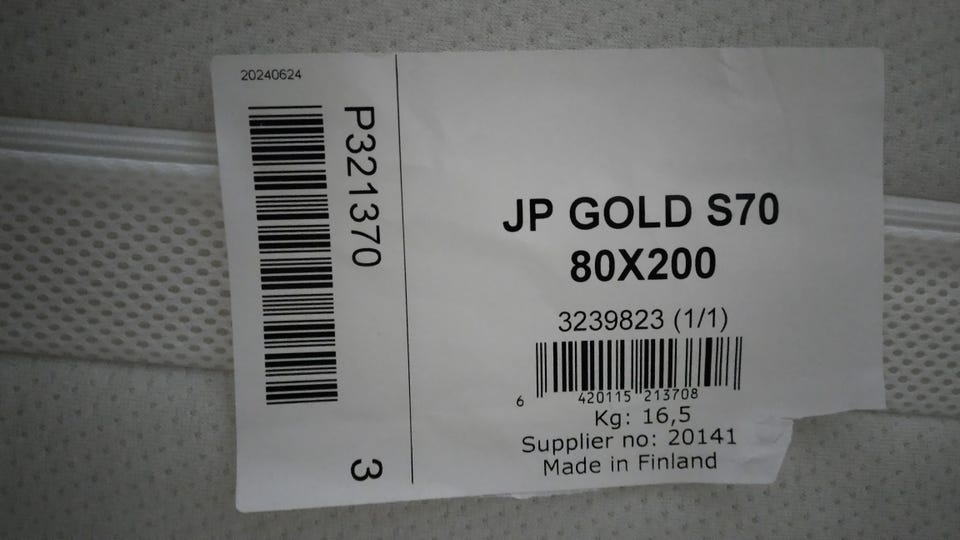 20240624
P321370
3
JP GOLD S70
80X200
3239823 (1/1)
6 420115 213708
Kg: 16,5
Supplier no: 20141
Made in Finland